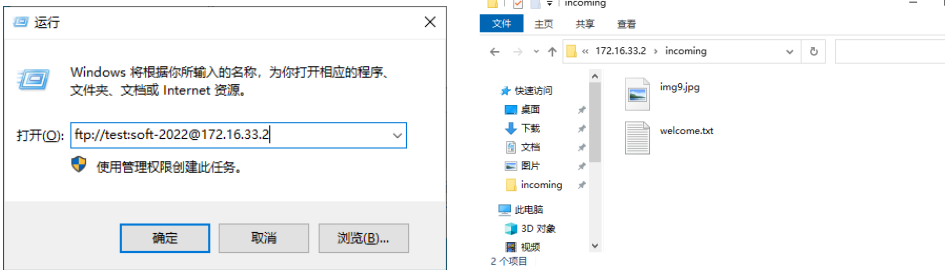 运行
Windows 将根据你所输入的名称，为你打开相应的程序、
文件夹、文档或 Internet 资源。
打开(O): ftp://test:soft-2022@172.16.33.2
使用管理权限创建此任务。
确定 取消 浏览(B)...
incoming
文件 主页 共享 查看
« 172.16.33.2 › incoming
快速访问
桌面
下载
文档
图片
incoming
此电脑
3D 对象
视频
img9.jpg
welcome.txt
2 个项目